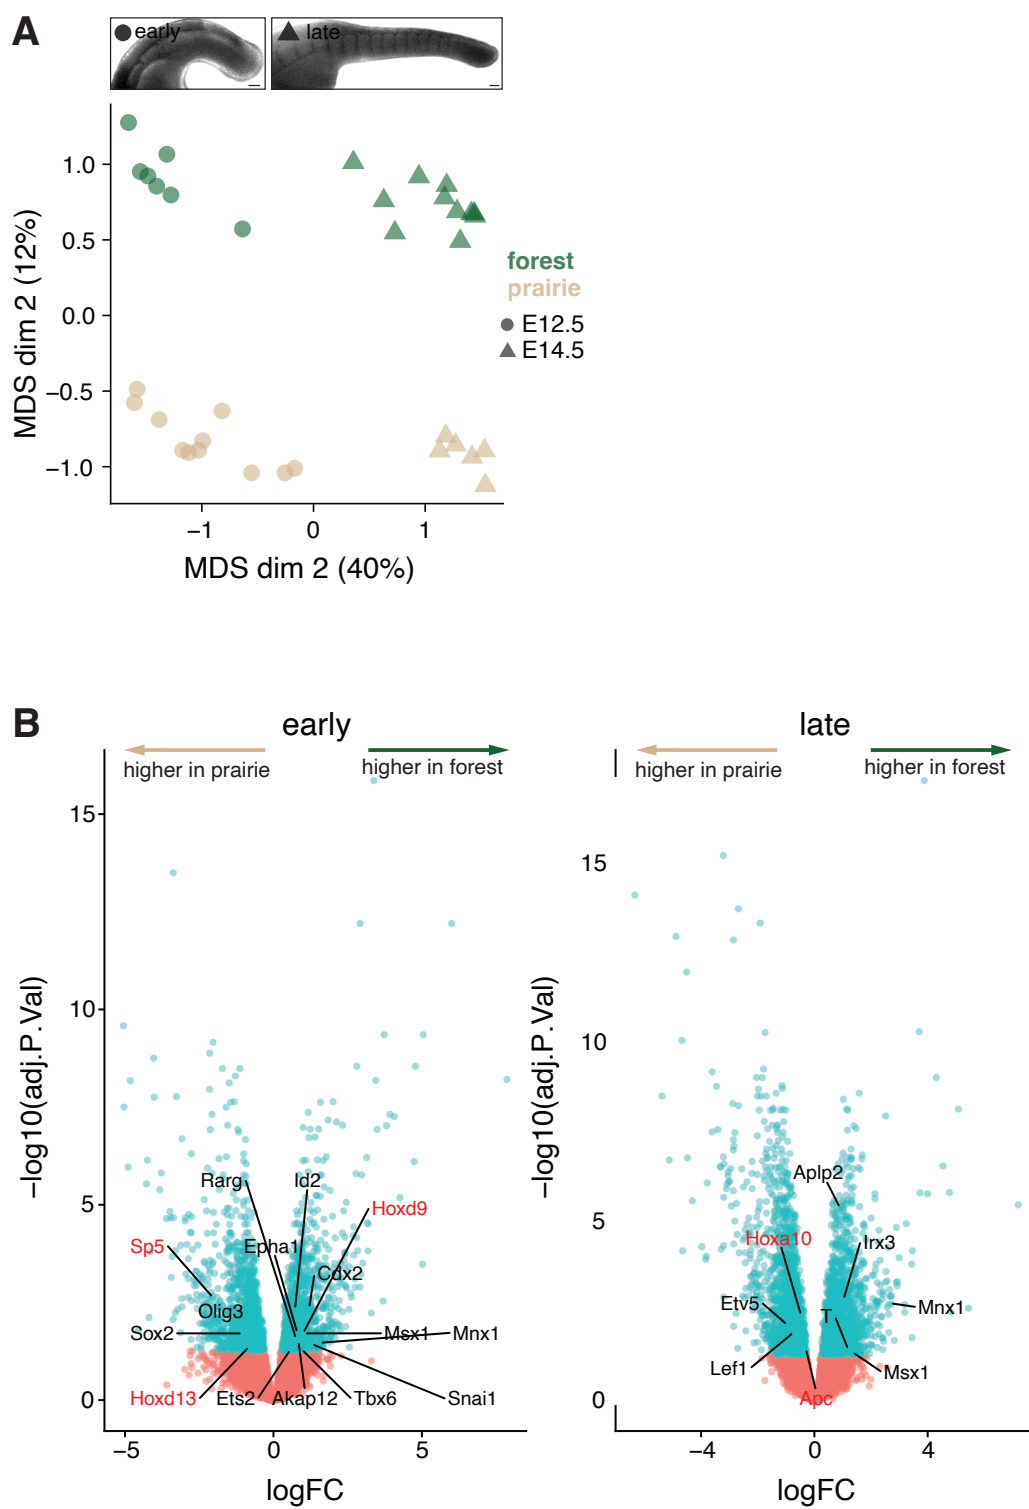 A
early
late
1.0
0.5
0.0
−0.5
−1.0
MDS dim 2 (12%)
−1
0
1
MDS dim 2 (40%)
forest
prairie
E12.5
E14.5
B
early
higher in prairie
higher in forest
15
10
5
0
−log10(adj.P.Val)
Rarg
Id2
Hoxd9
Sp5
Epha1
Cdx2
Olig3
Sox2
Msx1
Mnx1
Hoxd13
Ets2
Akap12
Tbx6
Snai1
−5
0
5
logFC
late
higher in prairie
higher in forest
15
10
5
0
−log10(adj.P.Val)
Aplp2
Hoxa10
Irx3
Etv5
T
Mnx1
Lef1
Msx1
Apc
−4
0
4
logFC